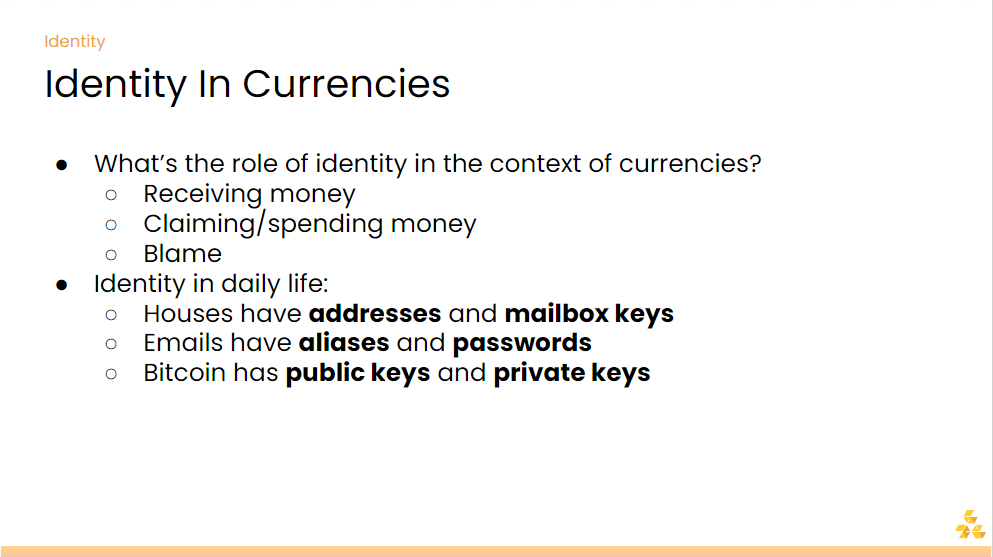 Identity
Identity In Currencies
● What’s the role of identity in the context of currencies?
○ Receiving money
○ Claiming/spending money
○ Blame
● Identity in daily life:
○ Houses have addresses and mailbox keys
○ Emails have aliases and passwords
○ Bitcoin has public keys and private keys